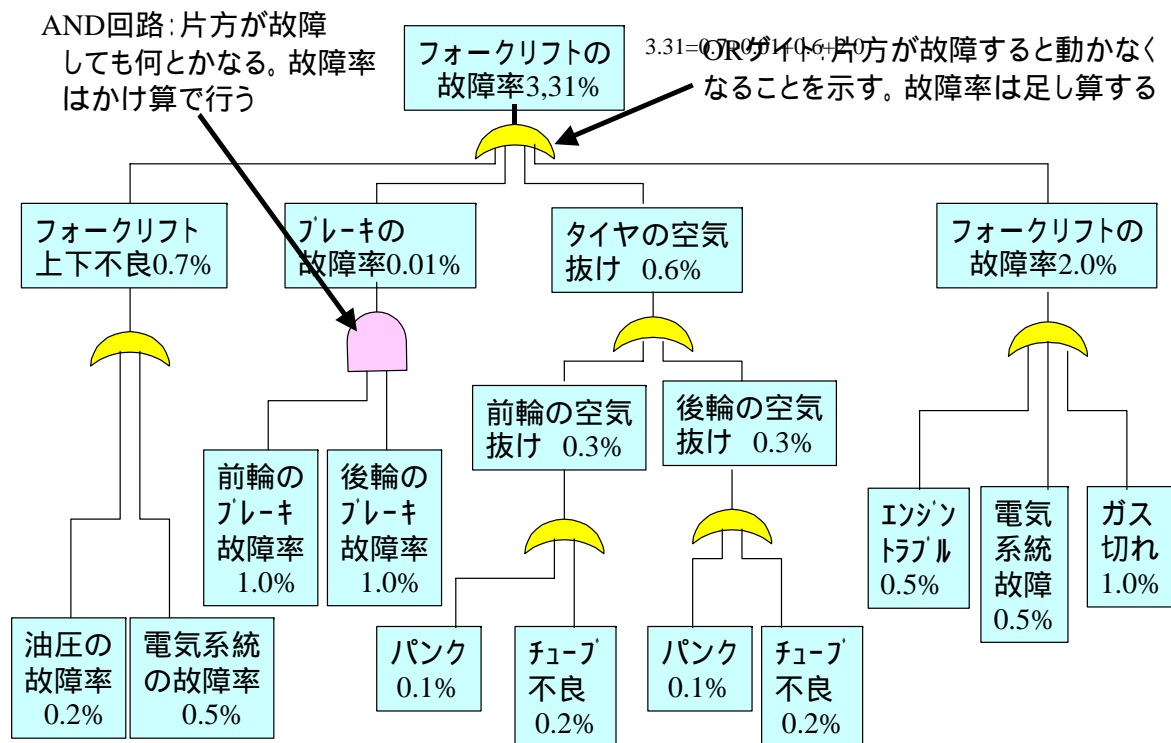 AND回路：片方が故障
しても何とかなる。故障率
はかけ算で行う
フォークリフトの
故障率3,31%
3.31=0.7+0.01+0.6+2.0
ORゲイト：片方が故障すると動かなく
なることを示す。故障率は足し算する
フォークリフト
上下不良0.7%
ﾌﾞﾚｰｷの
故障率0.01%
タイヤの空気
抜け 0.6%
フォークリフトの
故障率2.0%
前輪の空気
抜け 0.3%
後輪の空気
抜け 0.3%
前輪の
ﾌﾞﾚｰｷ
故障率
1.0%
後輪の
ﾌﾞﾚｰｷ
故障率
1.0%
ｴﾝｼﾞﾝ
ﾄﾗﾌﾞﾙ
0.5%
電気
系統
故障
0.5%
ガス
切れ
1.0%
油圧の
故障率
0.2%
電気系統
の故障率
0.5%
パンク
0.1%
ﾁｭｰﾌﾞ
不良
0.2%
パンク
0.1%
ﾁｭｰﾌﾞ
不良
0.2%